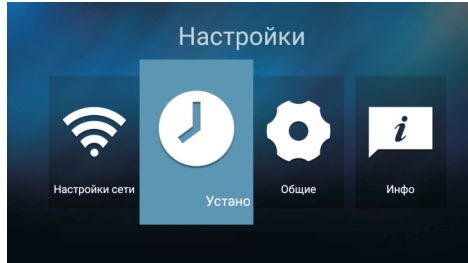 Настройки
Настройки сети
Устано
Общие
Инфо